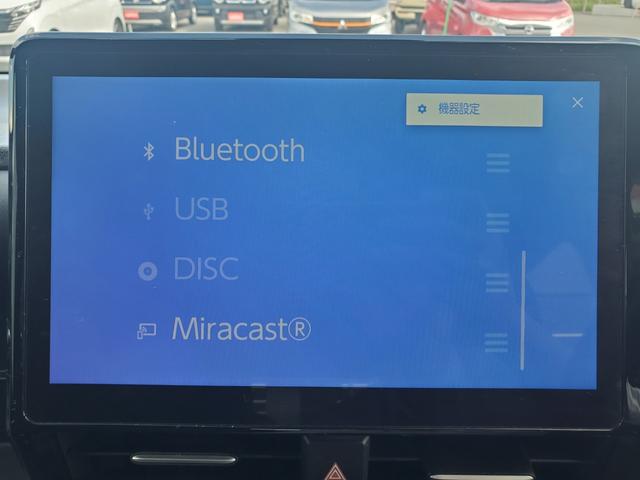 機器設定
Bluetooth
USB
DISC
Miracast®